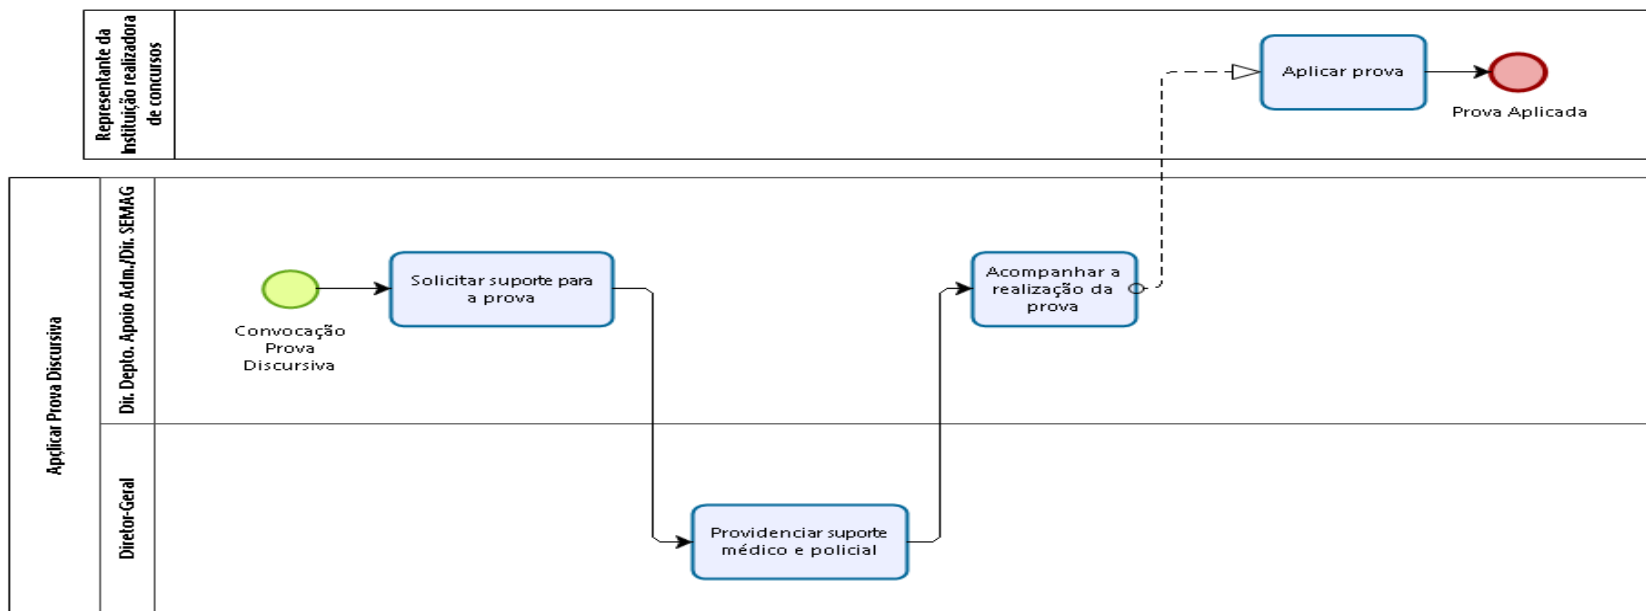 Representante da
Instituição realizadora
de concursos
Aplicar prova
Prova Aplicada
Apçlicar Prova Discursiva
Dir. Depto. Apoio Adm./Dir. SEMAG
Convocação
Prova
Discursiva
Solicitar suporte para
a prova
Acompanhar a
realização da
prova
Diretor-Geral
Providenciar suporte
médico e policial